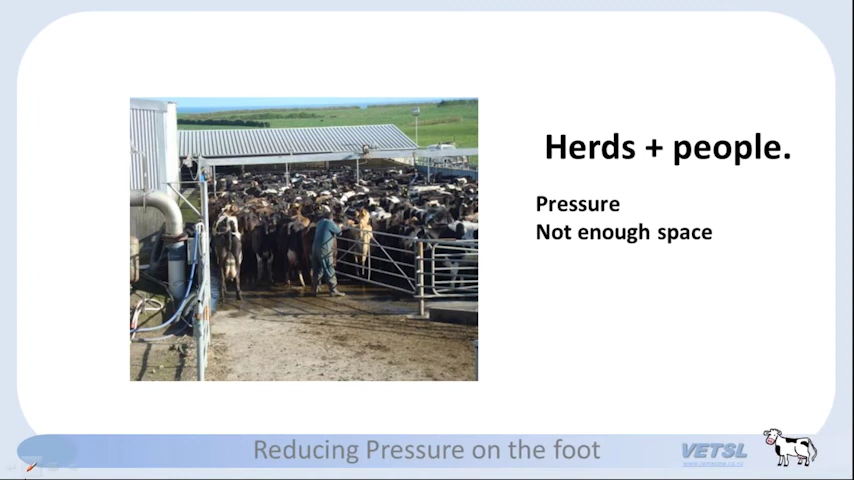 Herds + people.
Pressure
Not enough space
Reducing Pressure on the foot
VETSL